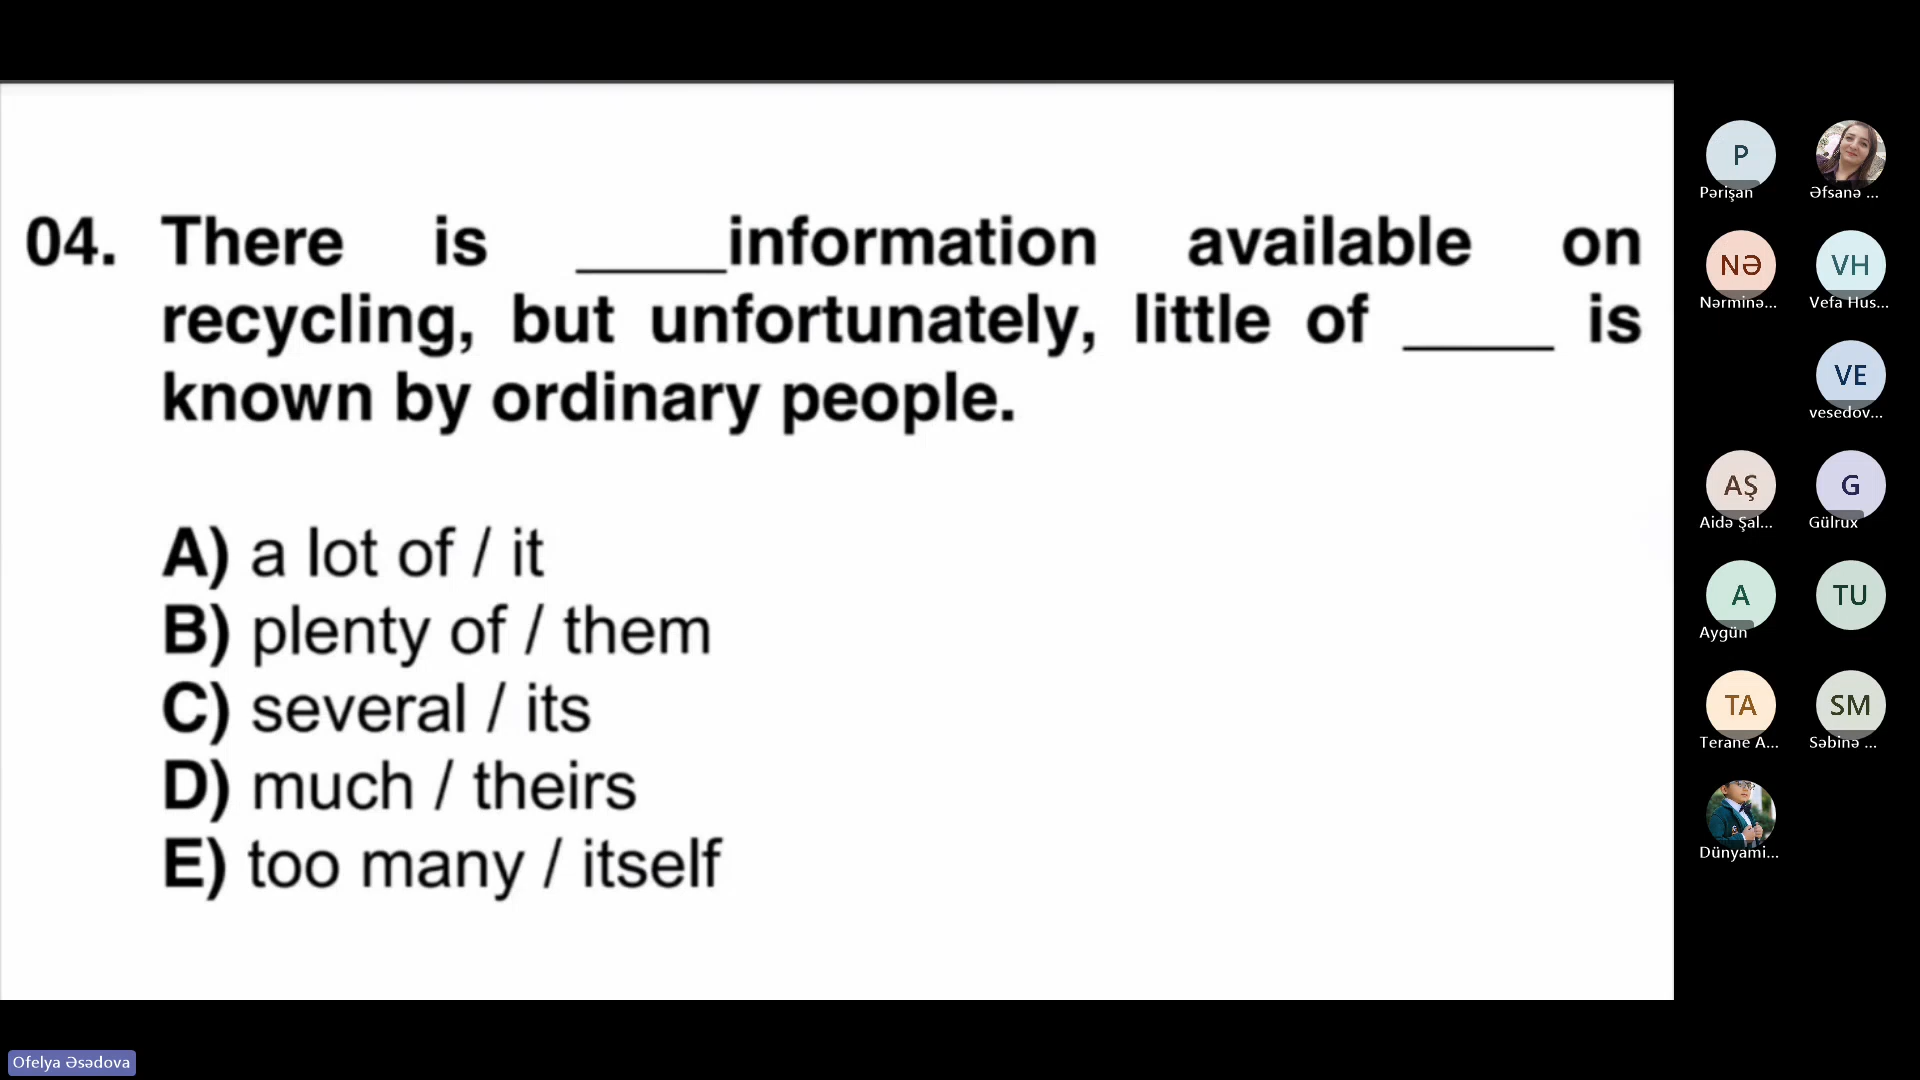 04. There is _____information available on
recycling, but unfortunately, little of _____ is
known by ordinary people.
A) a lot of / it
B) plenty of / them
C) several / its
D) much / theirs
E) too many / itself
P
Pərişan
Əfsanə ...
NƏ
Nərminə...
VH
Vefa Hus...
VE
vesedov...
AŞ
Aidə Şal...
G
Gülrux
A
Aygün
TU
TA
Terane A...
SM
Səbinə ...
Dünyami...
Ofelya Əsədova